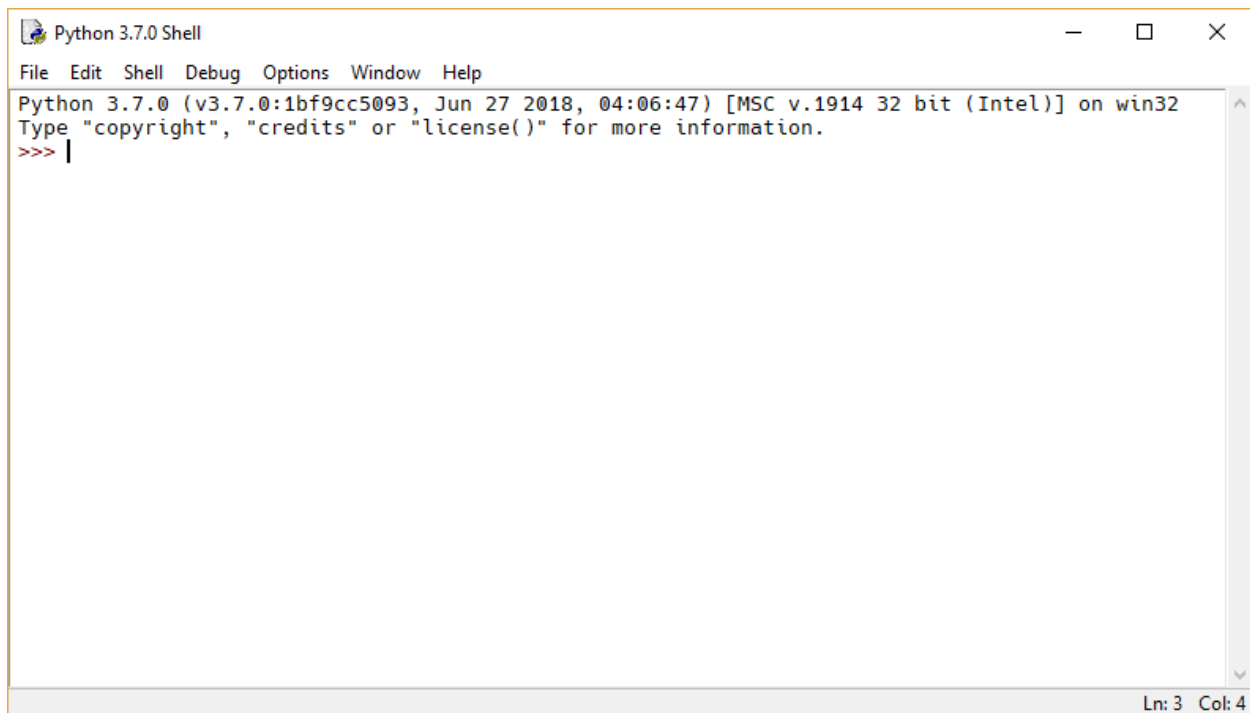 Python 3.7.0 Shell
File Edit Shell Debug Options Window Help
Python 3.7.0 (v3.7.0:1bf9cc5093, Jun 27 2018, 04:06:47) [MSC v.1914 32 bit (Intel)] on win32
Type "copyright", "credits" or "license()" for more information.
>>>
Ln: 3 Col: 4